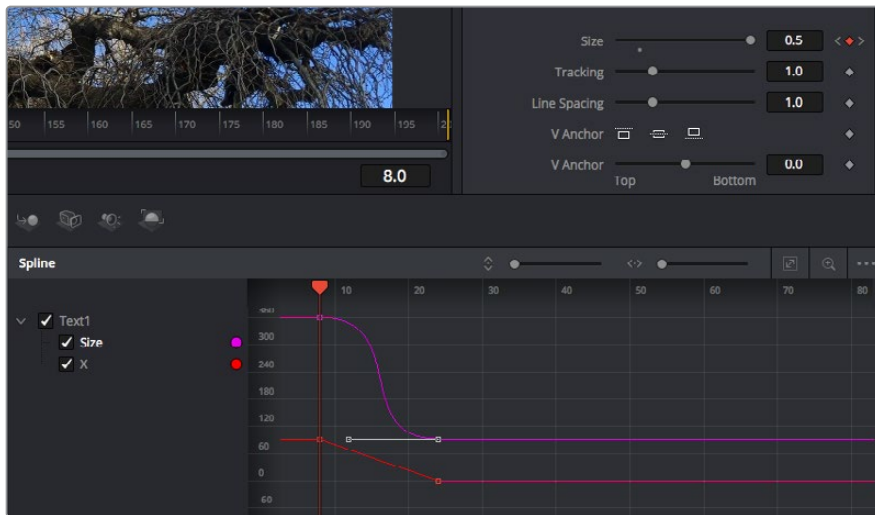 Size 0.5
Tracking 1.0
Line Spacing 1.0
V Anchor
V Anchor 0.0
Top Bottom
50 155 160 165 170 175 180 185 190 195
8.0
Spline
10 20 30 40 50 60 70 80
Text1
Size
X
300
240
180
120
60
0
60